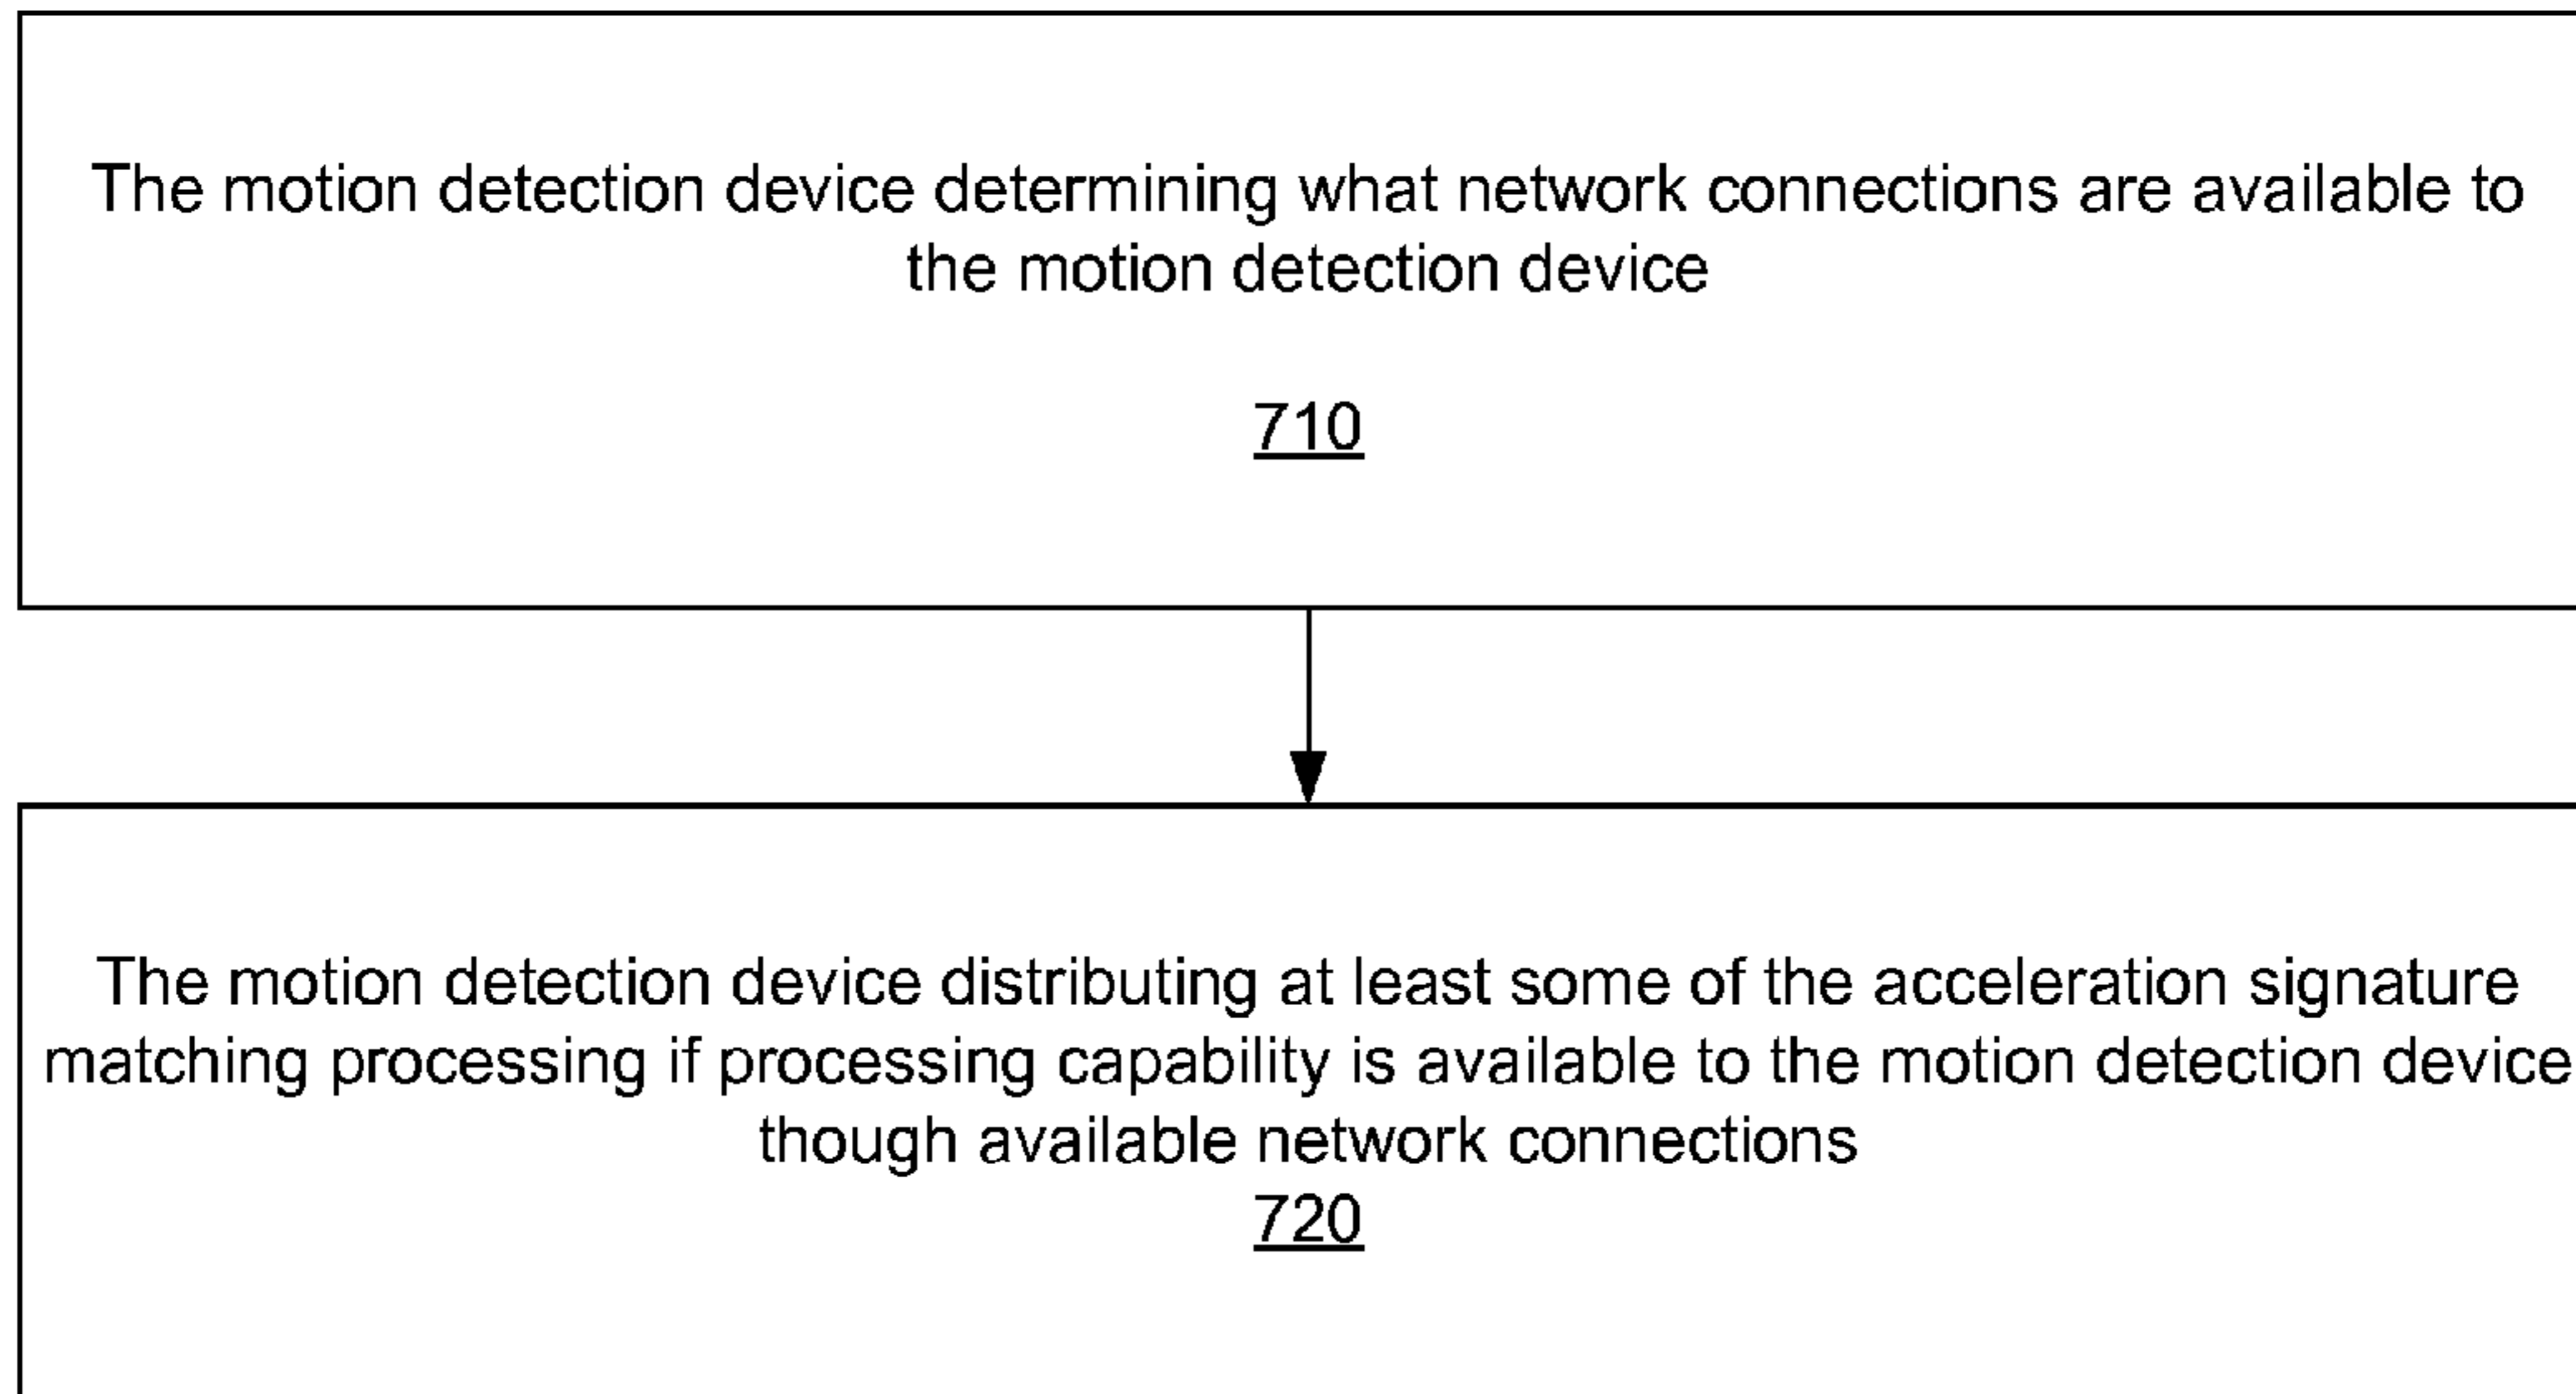 The motion detection device determining what network connections are available to
the motion detection device
710
The motion detection device distributing at least some of the acceleration signature
matching processing if processing capability is available to the motion detection device
though available network connections
720